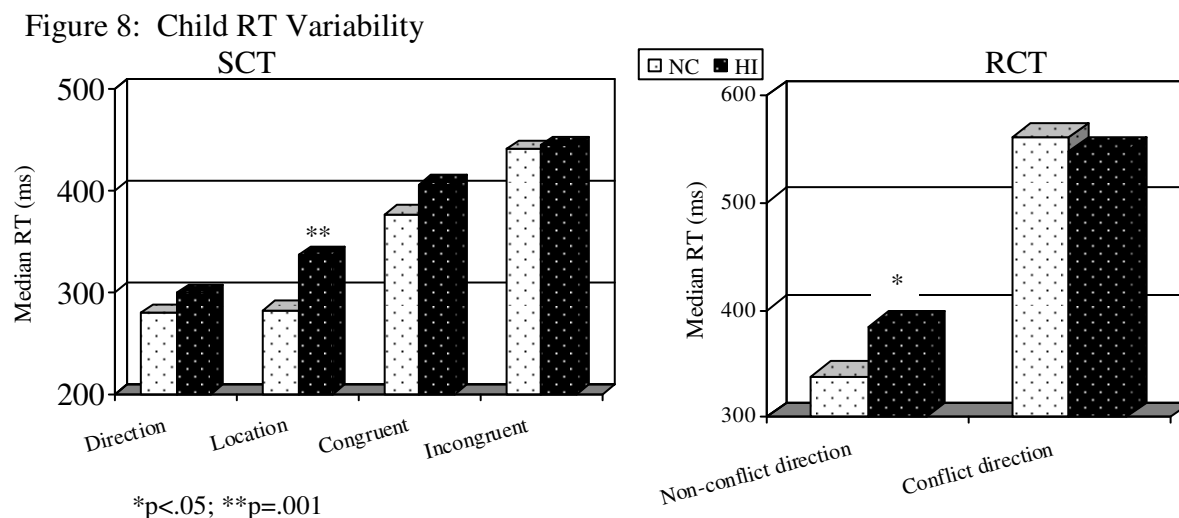 Figure 8:  Child RT Variability
SCT
NC HI
RCT
Median RT (ms)
500
400
300
200
**
Direction
Location
Congruent
Incongruent
Median RT (ms)
600
500
400
300
*
Non-conflict direction
Conflict direction
*p<.05; **p=.001